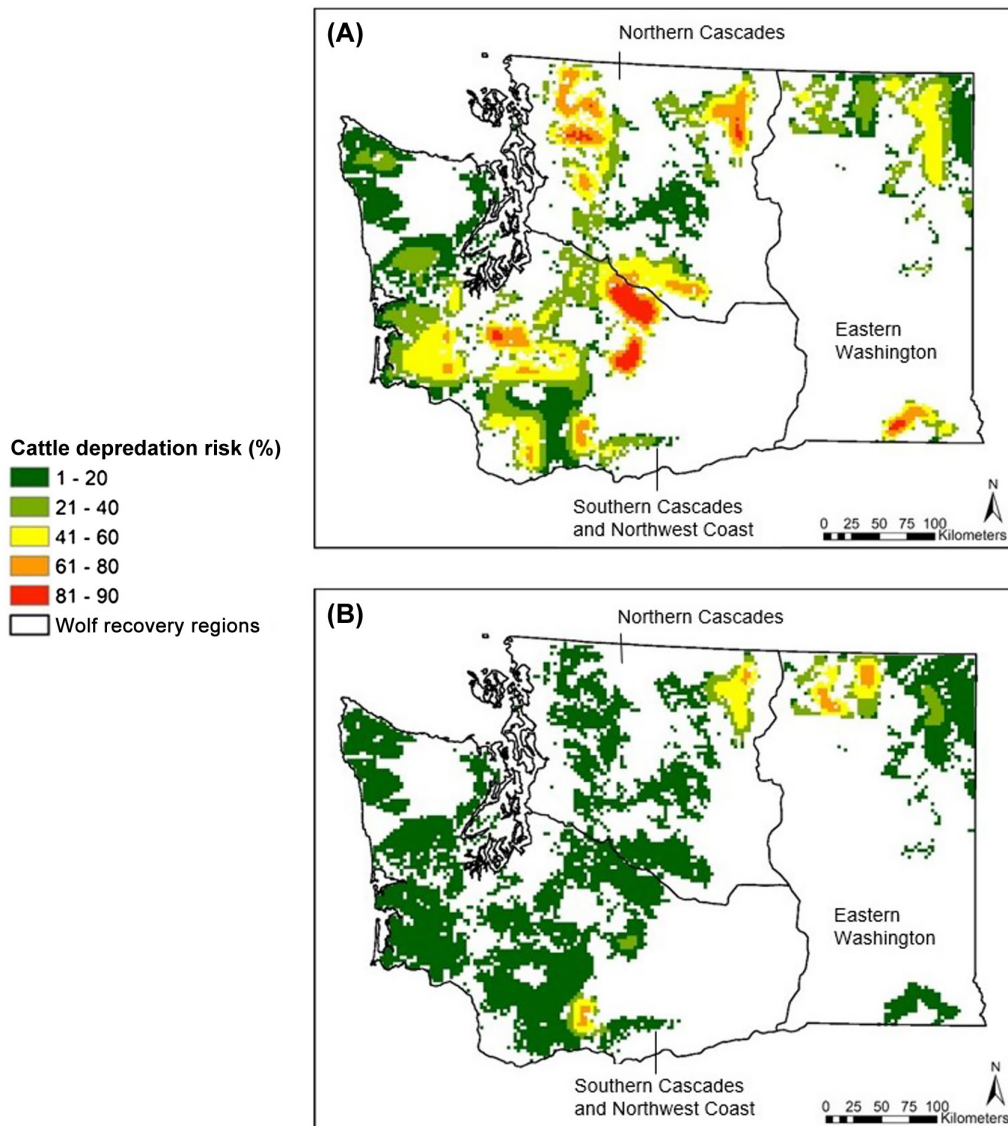 (A)
Northern Cascades
Eastern
Washington
Southern Cascades
and Northwest Coast
N
0 25 50 75 100
Kilometers
Cattle depredation risk (%)
1 - 20
21 - 40
41 - 60
61 - 80
81 - 90
Wolf recovery regions
(B)
Northern Cascades
Eastern
Washington
Southern Cascades
and Northwest Coast
N
0 25 50 75 100
Kilometers